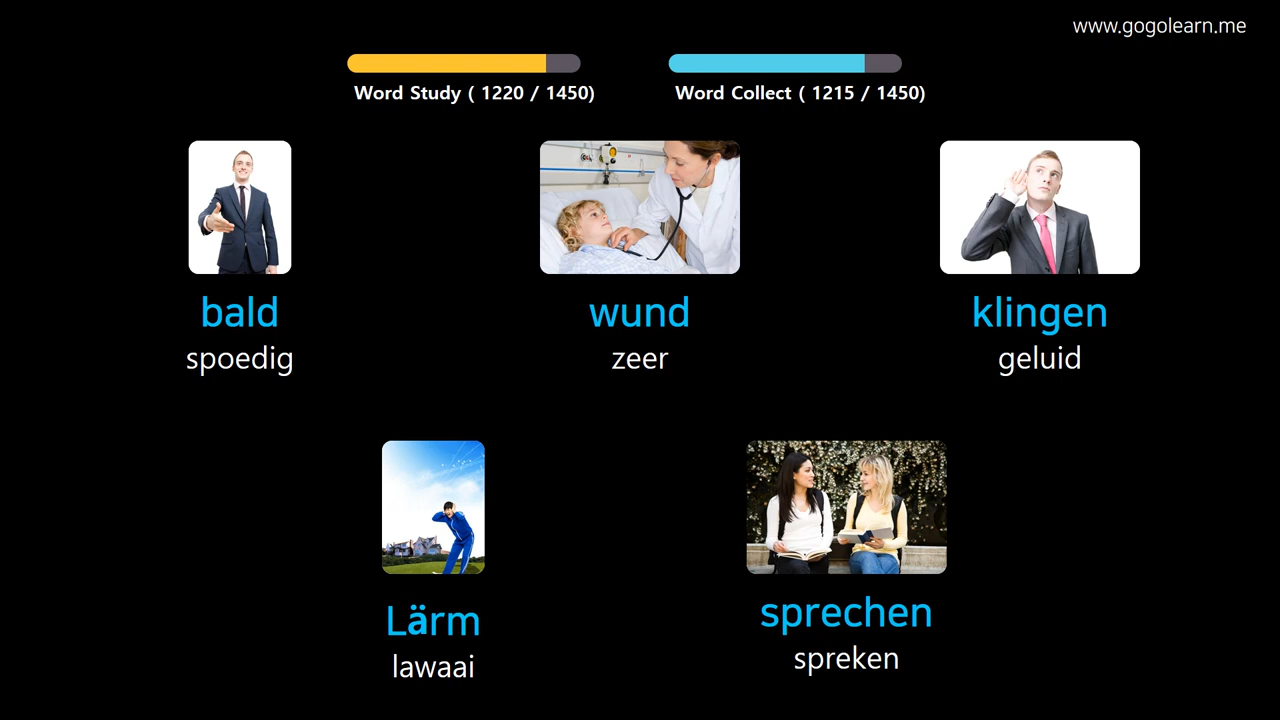 www.gogolearn.me
Word Study ( 1220 / 1450)
Word Collect ( 1215 / 1450)
bald
spoedig
wund
zeer
klingen
geluid
Lärm
lawaai
sprechen
spreken